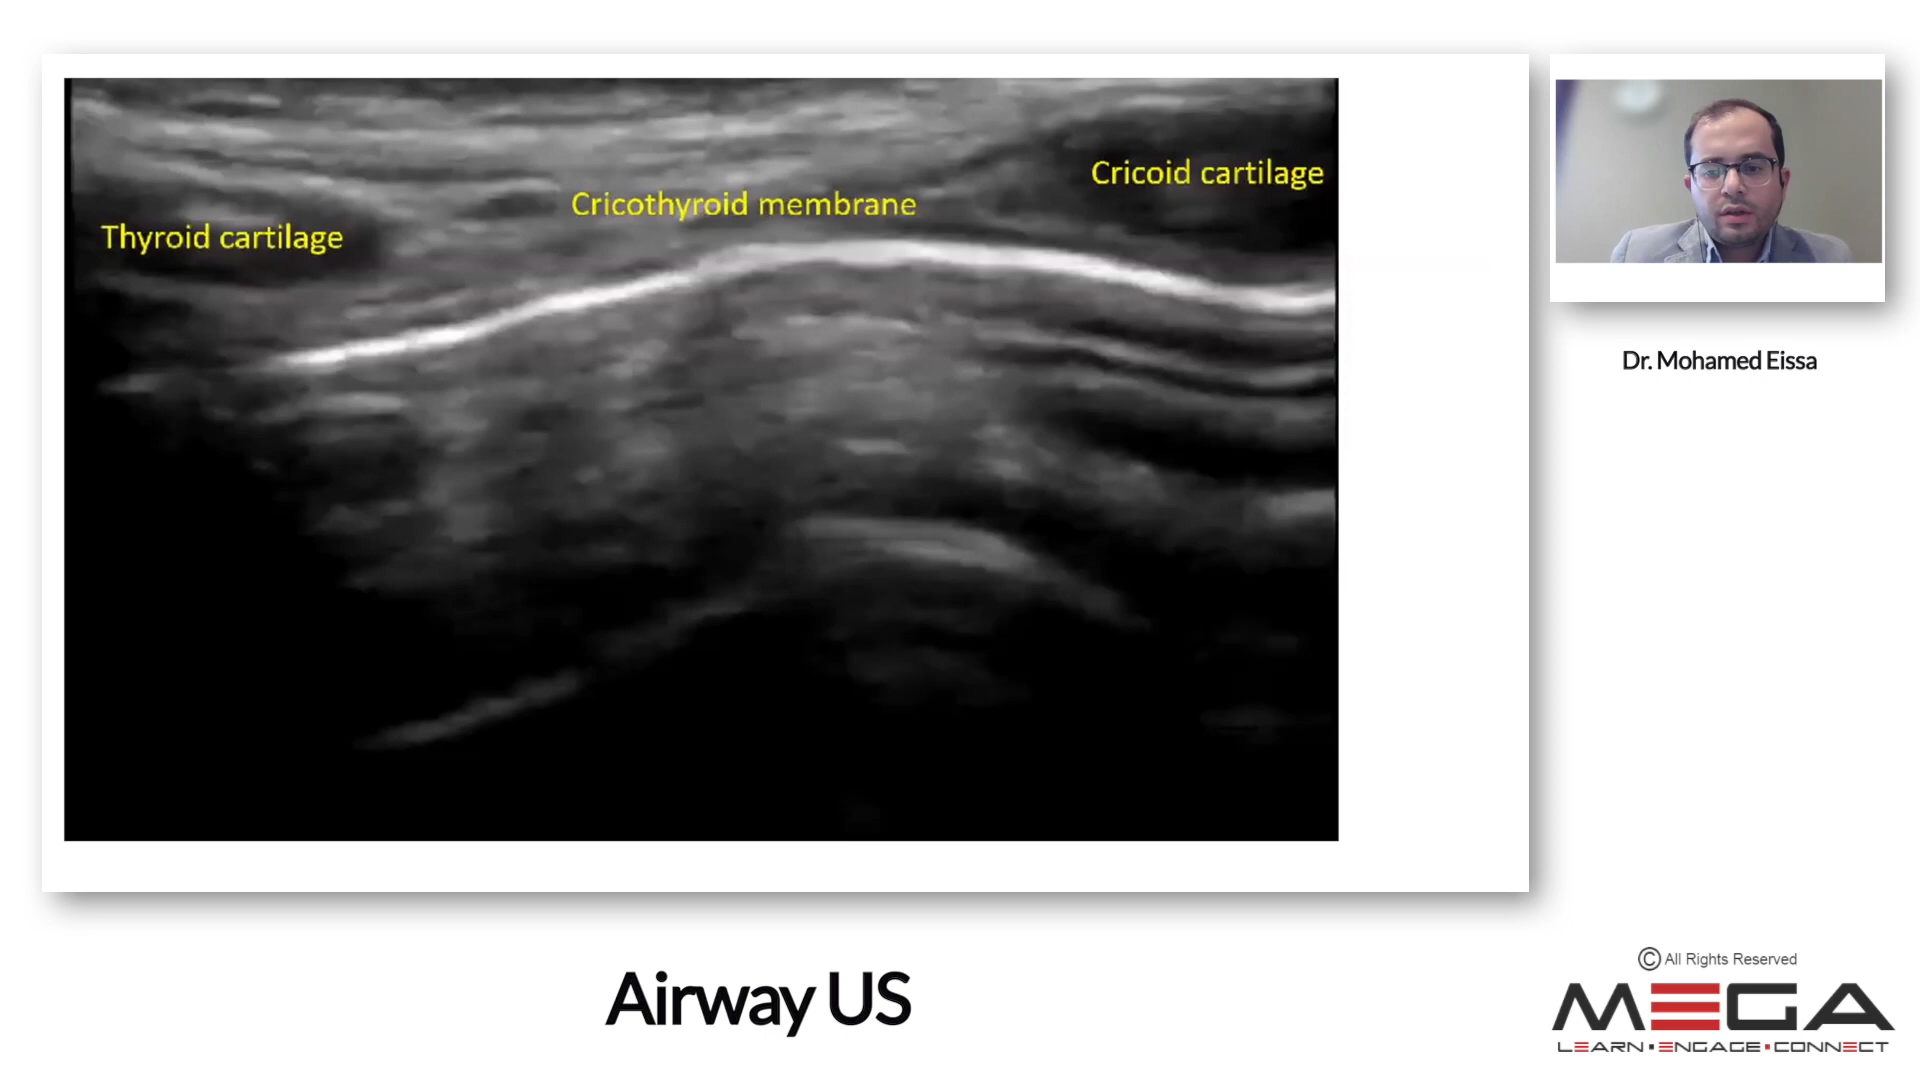 Cricoid cartilage
Cricothyroid membrane
Thyroid cartilage
Dr. Mohamed Eissa
Airway US
© All Rights Reserved
MEGA
LEARN • ENGAGE • CONNECT